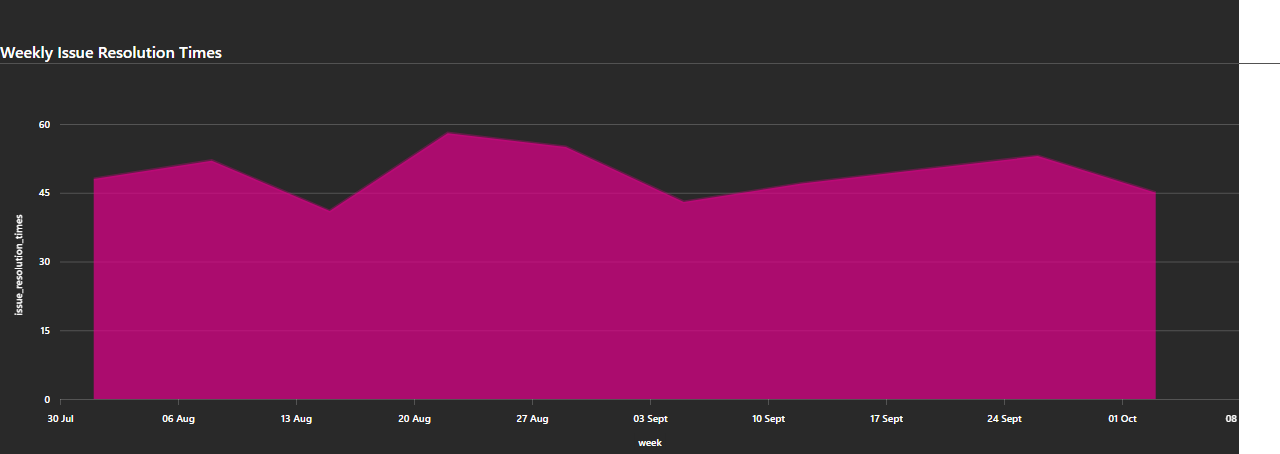 Weekly Issue Resolution Times
60
45
30
15
0
issue_resolution_times
30 Jul 06 Aug 13 Aug 20 Aug 27 Aug 03 Sept 10 Sept 17 Sept 24 Sept 01 Oct 08
week